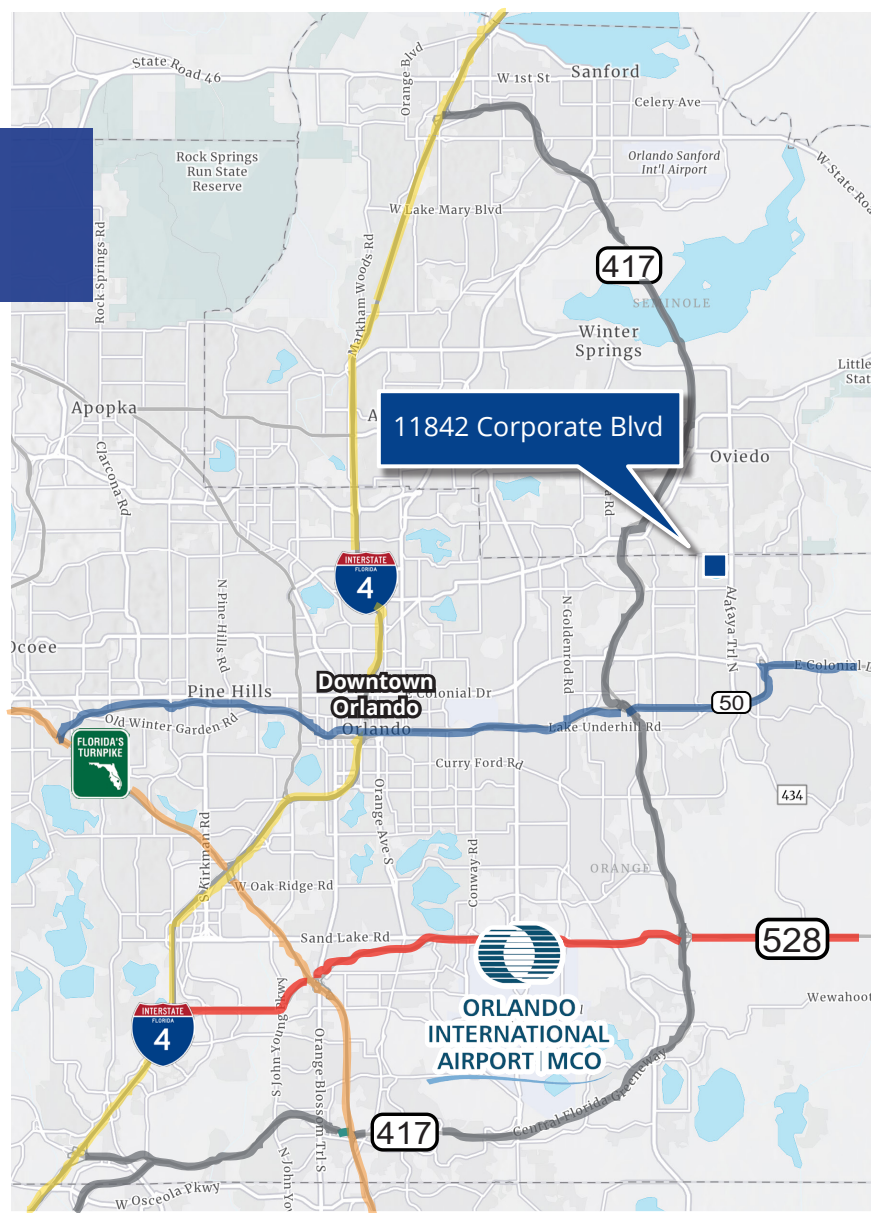 State Road 46
Orange Blvd
W 1st St
Sanford
Celery Ave
Rock Springs
Run State
Reserve
Orlando Sanford
Int'l Airport
W State Roa
W Lake Mary Blvd
Rock Springs Rd
Markham Woods Rd
417
SEMINOLE
Winter
Springs
Little
Stat
Apopka
A
11842 Corporate Blvd
Oviedo
Clarcona Rd
a Rd
INTERSTATE
FLORIDA
4
N Pine Hills Rd
N Goldenrod Rd
Alafaya Trl N
Ocoee
E Colonial D
Pine Hills
Downtown
Orlando
E Colonial Dr
50
Old Winter Garden Rd
Orlando
Lake Underhill Rd
FLORIDA'S
TURNPIKE
Curry Ford Rd
434
Orange Ave S
S Kirkman Rd
Conway Rd
ORANGE
W Oak Ridge Rd
Sand Lake Rd
528
Wewahoot
S John Young Pkwy
ORLANDO
INTERNATIONAL
AIRPORT | MCO
INTERSTATE
FLORIDA
4
Orange Blossom Trl S
Central Florida Greeneway
417
N John Yo
W Osceola Pkwy